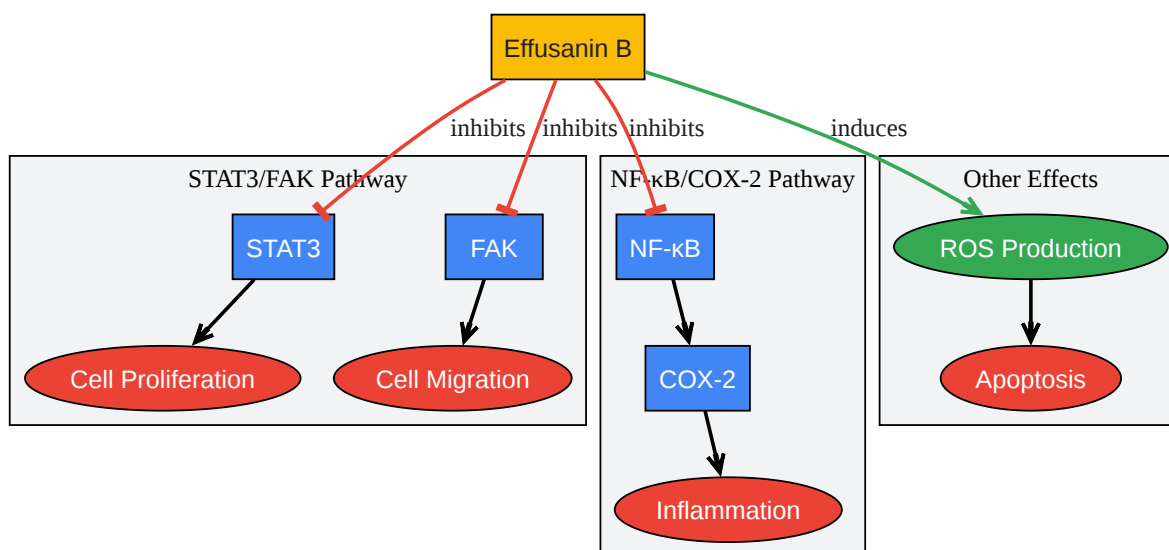 Effusanin B
inhibits
inhibits
inhibits
induces
STAT3/FAK Pathway
NF-κB/COX-2 Pathway
Other Effects
STAT3
FAK
NF-κB
ROS Production
Cell Proliferation
Cell Migration
COX-2
Apoptosis
Inflammation